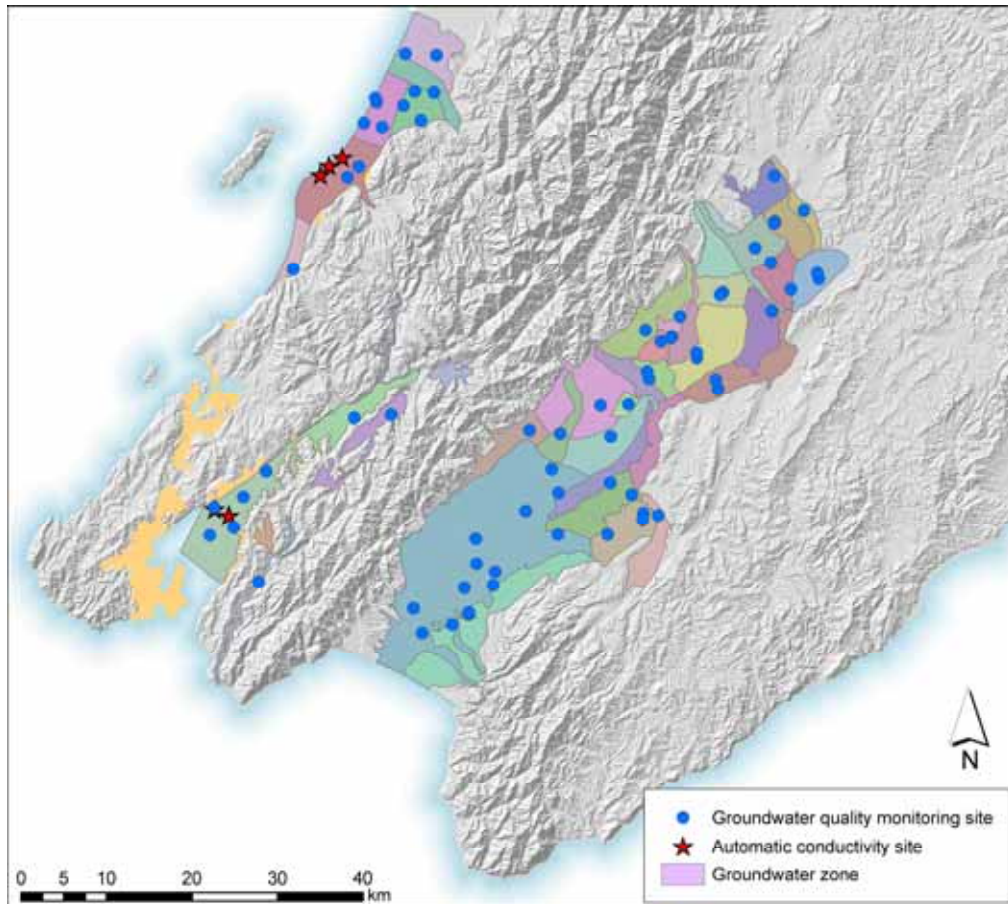 N
Groundwater quality monitoring site
Automatic conductivity site
Groundwater zone
0 5 10 20 30 40
km